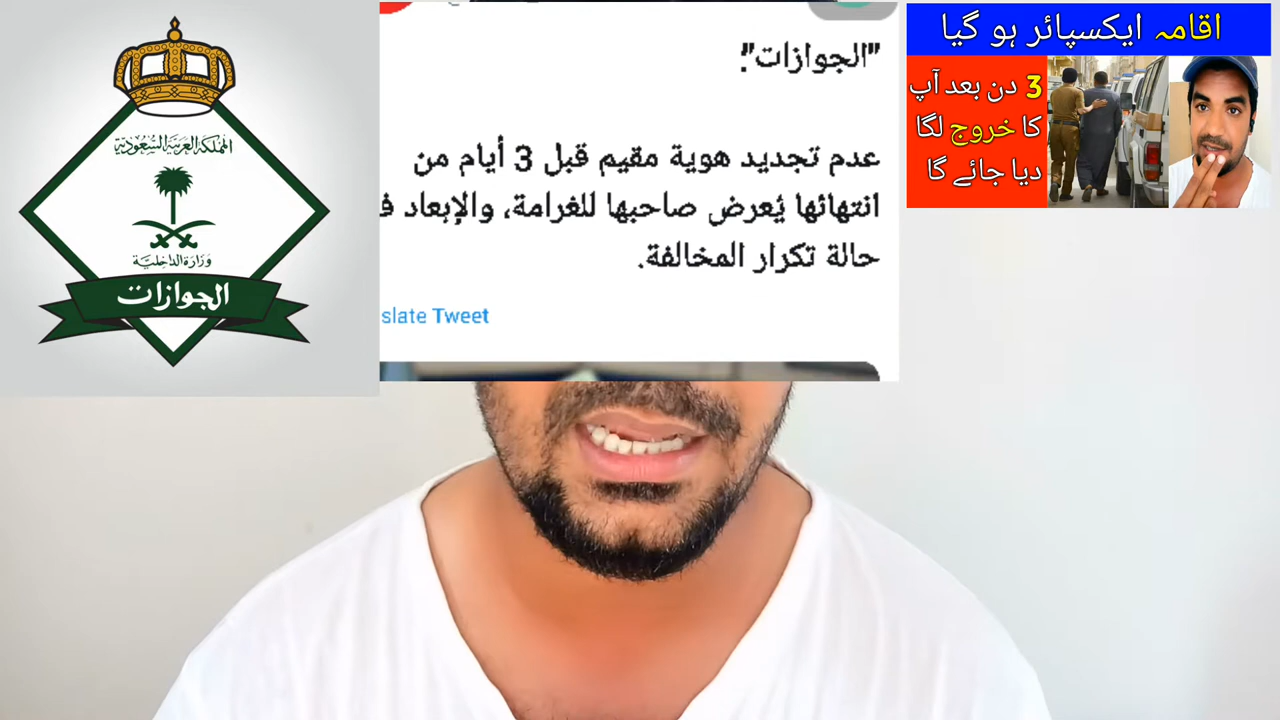 المملكة العربية السعودية
وزارة الداخلية
الجوازات
"الجوازات":
عدم تجديد هوية مقيم قبل 3 أيام من
انتهائها يُعرض صاحبها للغرامة، والإبعاد ف
حالة تكرار المخالفة.
slate Tweet
اقامہ ایکسپائر ہو گیا
3 دن بعد آپ
کا خروج لگا
دیا جائے گا